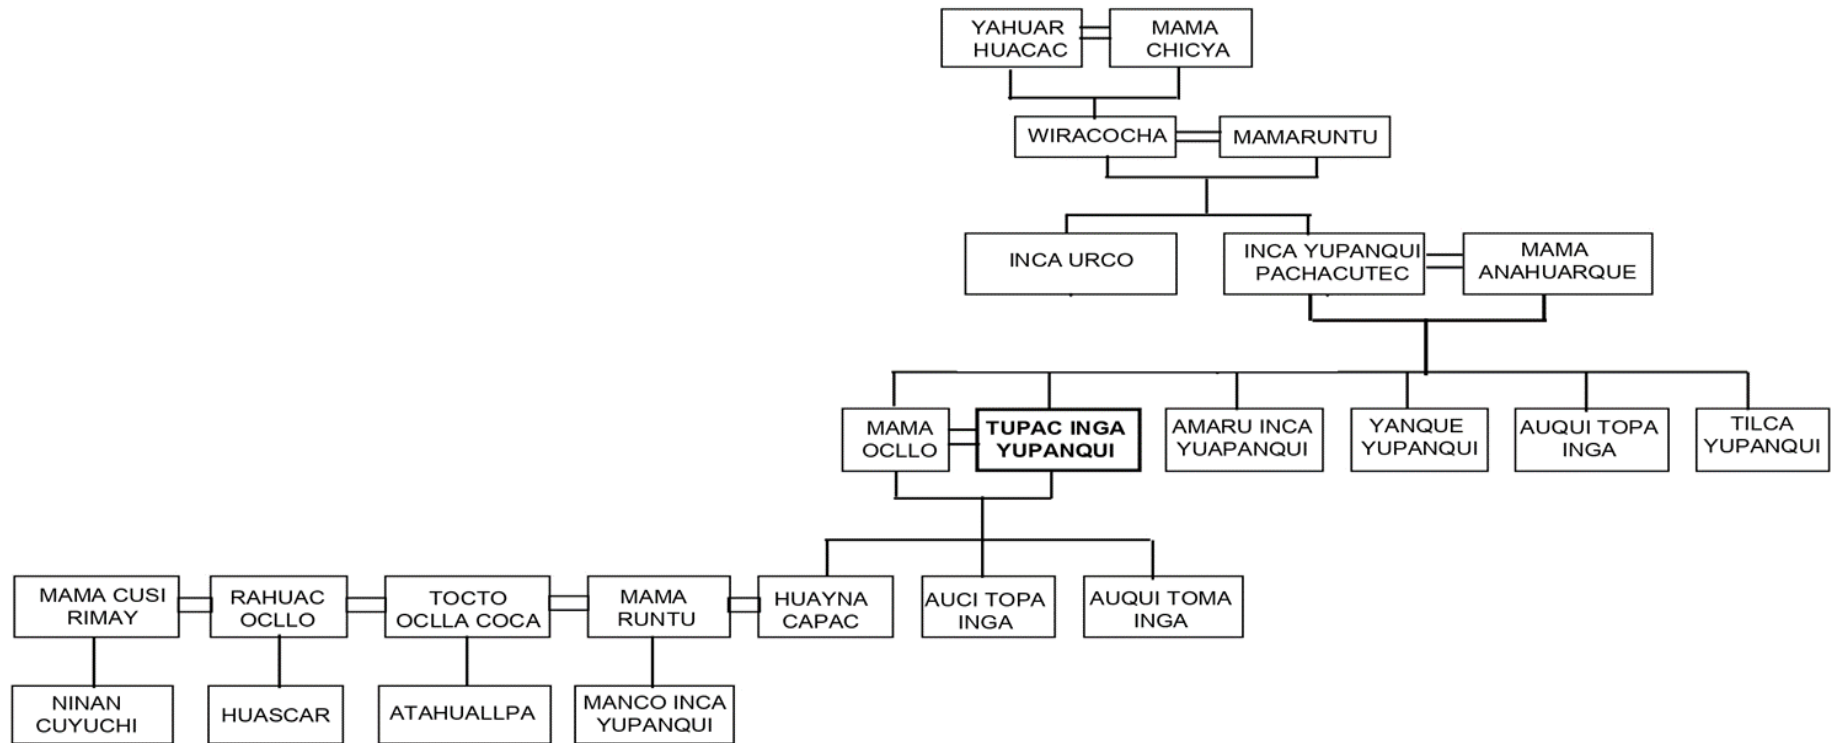 YAHUAR
HUACAC
MAMA
CHICYA
WIRACOCHA
MAMARUNTU
INCA URCO
INCA YUPANQUI
PACHACUTEC
MAMA
ANAHUARQUE
MAMA
OCLLO
TUPAC INGA
YUPANQUI
AMARU INCA
YUAPANQUI
YANQUE
YUPANQUI
AUQUI TOPA
INGA
TILCA
YUPANQUI
MAMA CUSI
RIMAY
RAHUAC
OCLLO
TOCTO
OCLLA COCA
MAMA
RUNTU
HUAYNA
CAPAC
AUCI TOPA
INGA
AUQUI TOMA
INGA
NINAN
CUYUCHI
HUASCAR
ATAHUALLPA
MANCO INCA
YUPANQUI